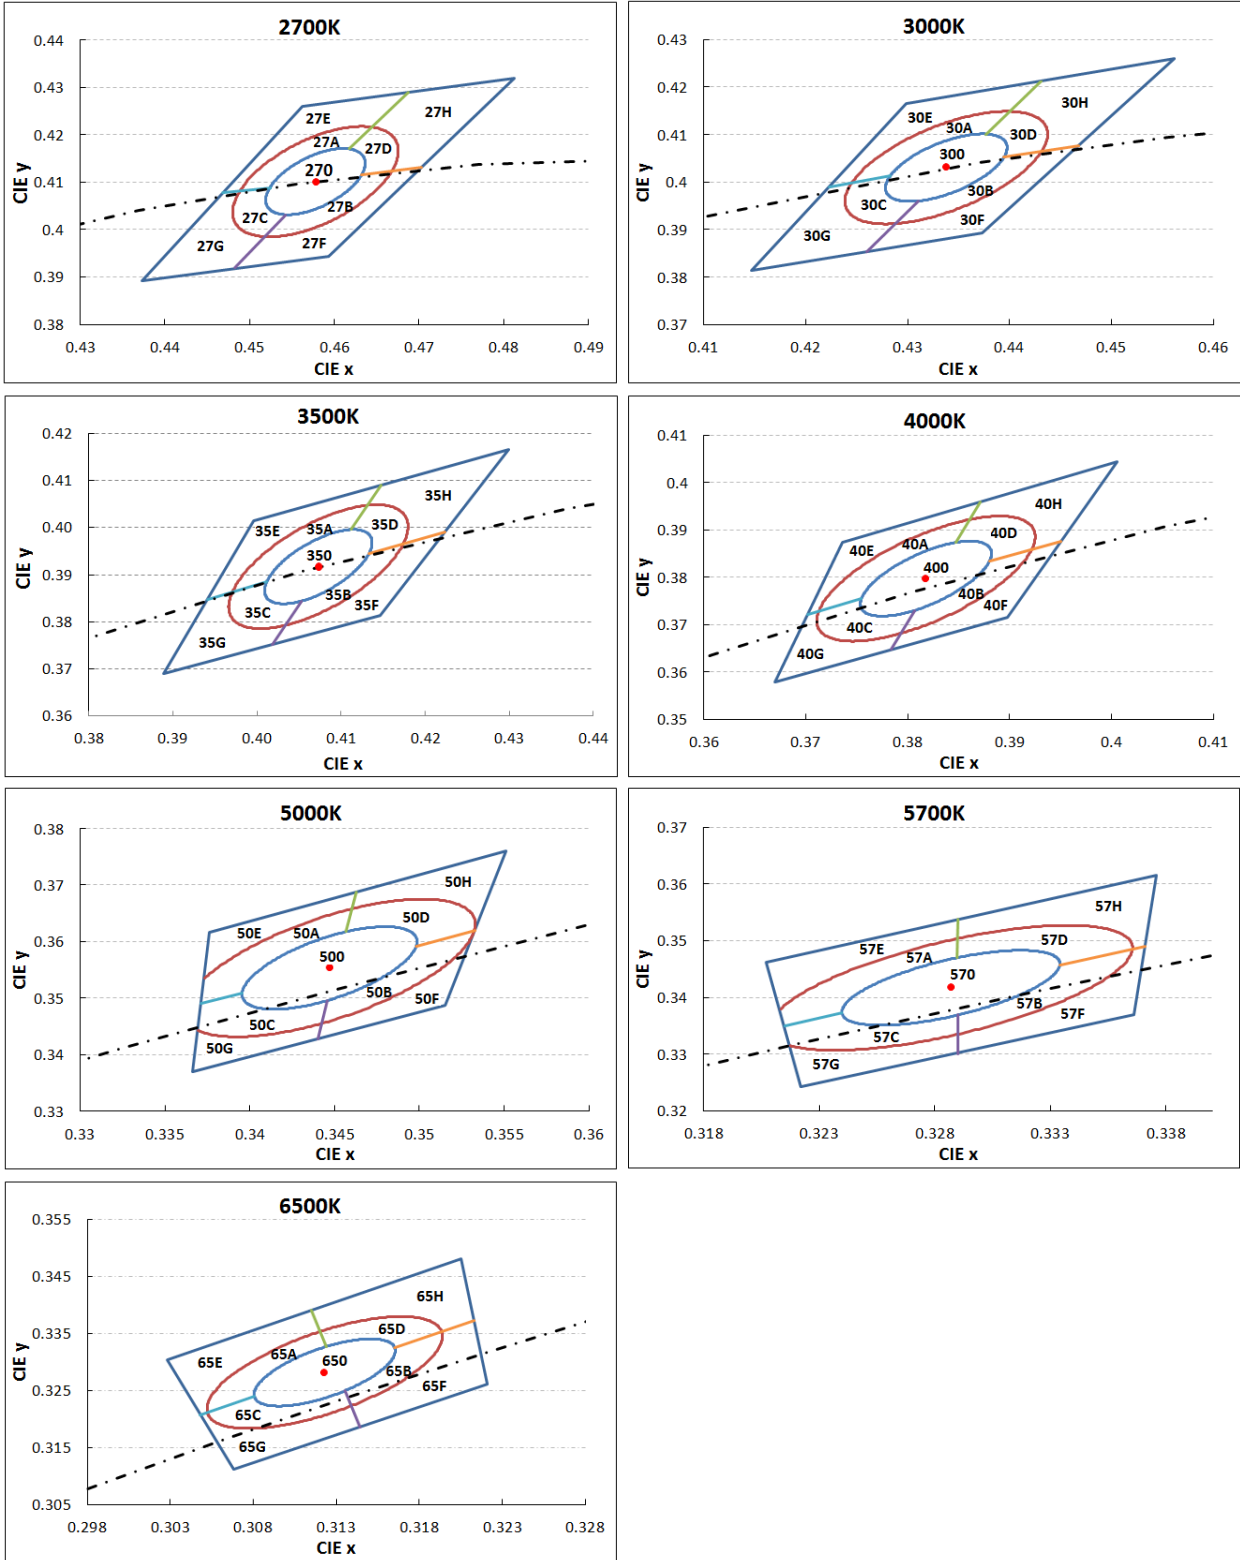 2700K
0.44
0.43
0.42
0.41
0.4
0.39
0.38
CIE y
27E
27H
27A
27D
270
27B
27C
27G
27F
0.43
0.44
0.45
0.46
0.47
0.48
0.49
CIE x
3000K
0.43
0.42
0.41
0.4
0.39
0.38
0.37
CIE y
30H
30E
30A
30D
300
30B
30C
30F
30G
0.41
0.42
0.43
0.44
0.45
0.46
CIE x
3500K
0.42
0.41
0.40
0.39
0.38
0.37
0.36
CIE y
35H
35E
35A
35D
350
35B
35C
35F
35G
0.38
0.39
0.40
0.41
0.42
0.43
0.44
CIE x
4000K
0.41
0.4
0.39
0.38
0.37
0.36
0.35
CIE y
40H
40E
40A
40D
400
40B
40F
40C
40G
0.36
0.37
0.38
0.39
0.4
0.41
CIE x
5000K
0.38
0.37
0.36
0.35
0.34
0.33
CIE y
50H
50E
50A
50D
500
50B
50F
50C
50G
0.33
0.335
0.34
0.345
0.35
0.355
0.36
CIE x
5700K
0.37
0.36
0.35
0.34
0.33
0.32
CIE y
57H
57E
57A
57D
570
57B
57F
57C
57G
0.318
0.323
0.328
0.333
0.338
CIE x
6500K
0.355
0.345
0.335
0.325
0.315
0.305
CIE y
65H
65E
65A
65D
650
65B
65F
65C
65G
0.298
0.303
0.308
0.313
0.318
0.323
0.328
CIE x